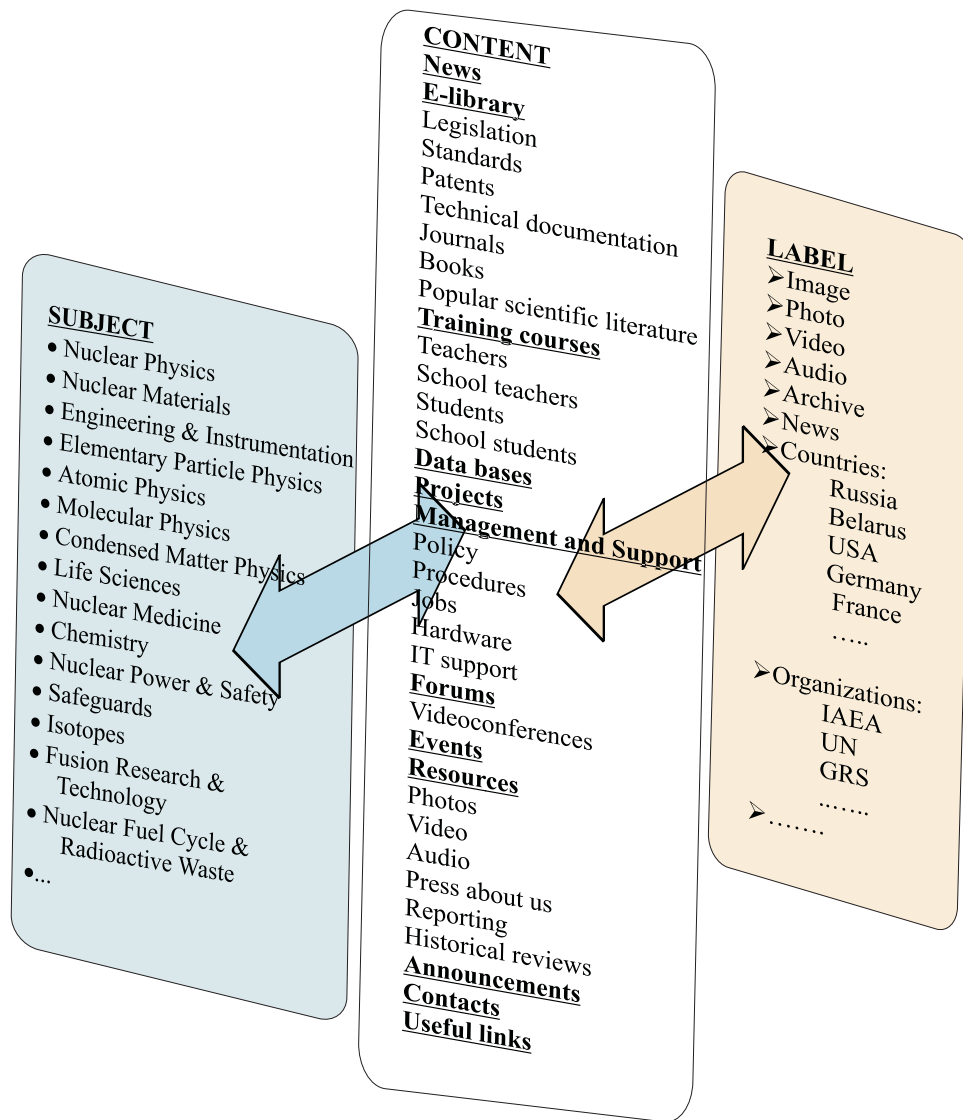 SUBJECT
• Nuclear Physics
• Nuclear Materials
• Engineering & Instrumentation
• Elementary Particle Physics
• Atomic Physics
• Molecular Physics
• Condensed Matter Physics
• Life Sciences
• Nuclear Medicine
• Chemistry
• Nuclear Power & Safety
• Safeguards
• Isotopes
• Fusion Research &
Technology
• Nuclear Fuel Cycle &
Radioactive Waste
•...
CONTENT
News
E-library
Legislation
Standards
Patents
Technical documentation
Journals
Books
Popular scientific literature
Training courses
Teachers
School teachers
Students
School students
Data bases
Projects
Management and Support
Policy
Procedures
Jobs
Hardware
IT support
Forums
Videoconferences
Events
Resources
Photos
Video
Audio
Press about us
Reporting
Historical reviews
Announcements
Contacts
Useful links
LABEL
➢Image
➢Photo
➢Video
➢Audio
➢Archive
➢News
➢Countries:
Russia
Belarus
USA
Germany
France
…..
➢Organizations:
IAEA
UN
GRS
…….
➢…….